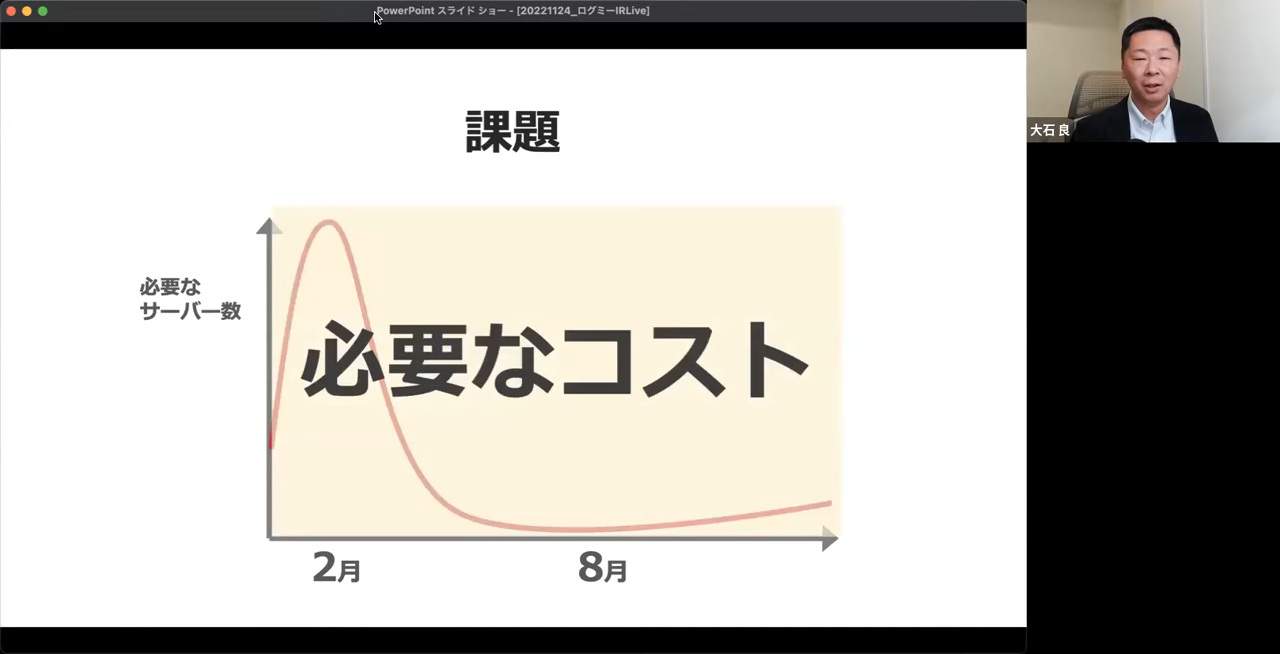 PowerPoint スライド ショー - [20221124_ログミーIRLive]
大石 良
課題
必要な
サーバー数
必要なコスト
2月
8月